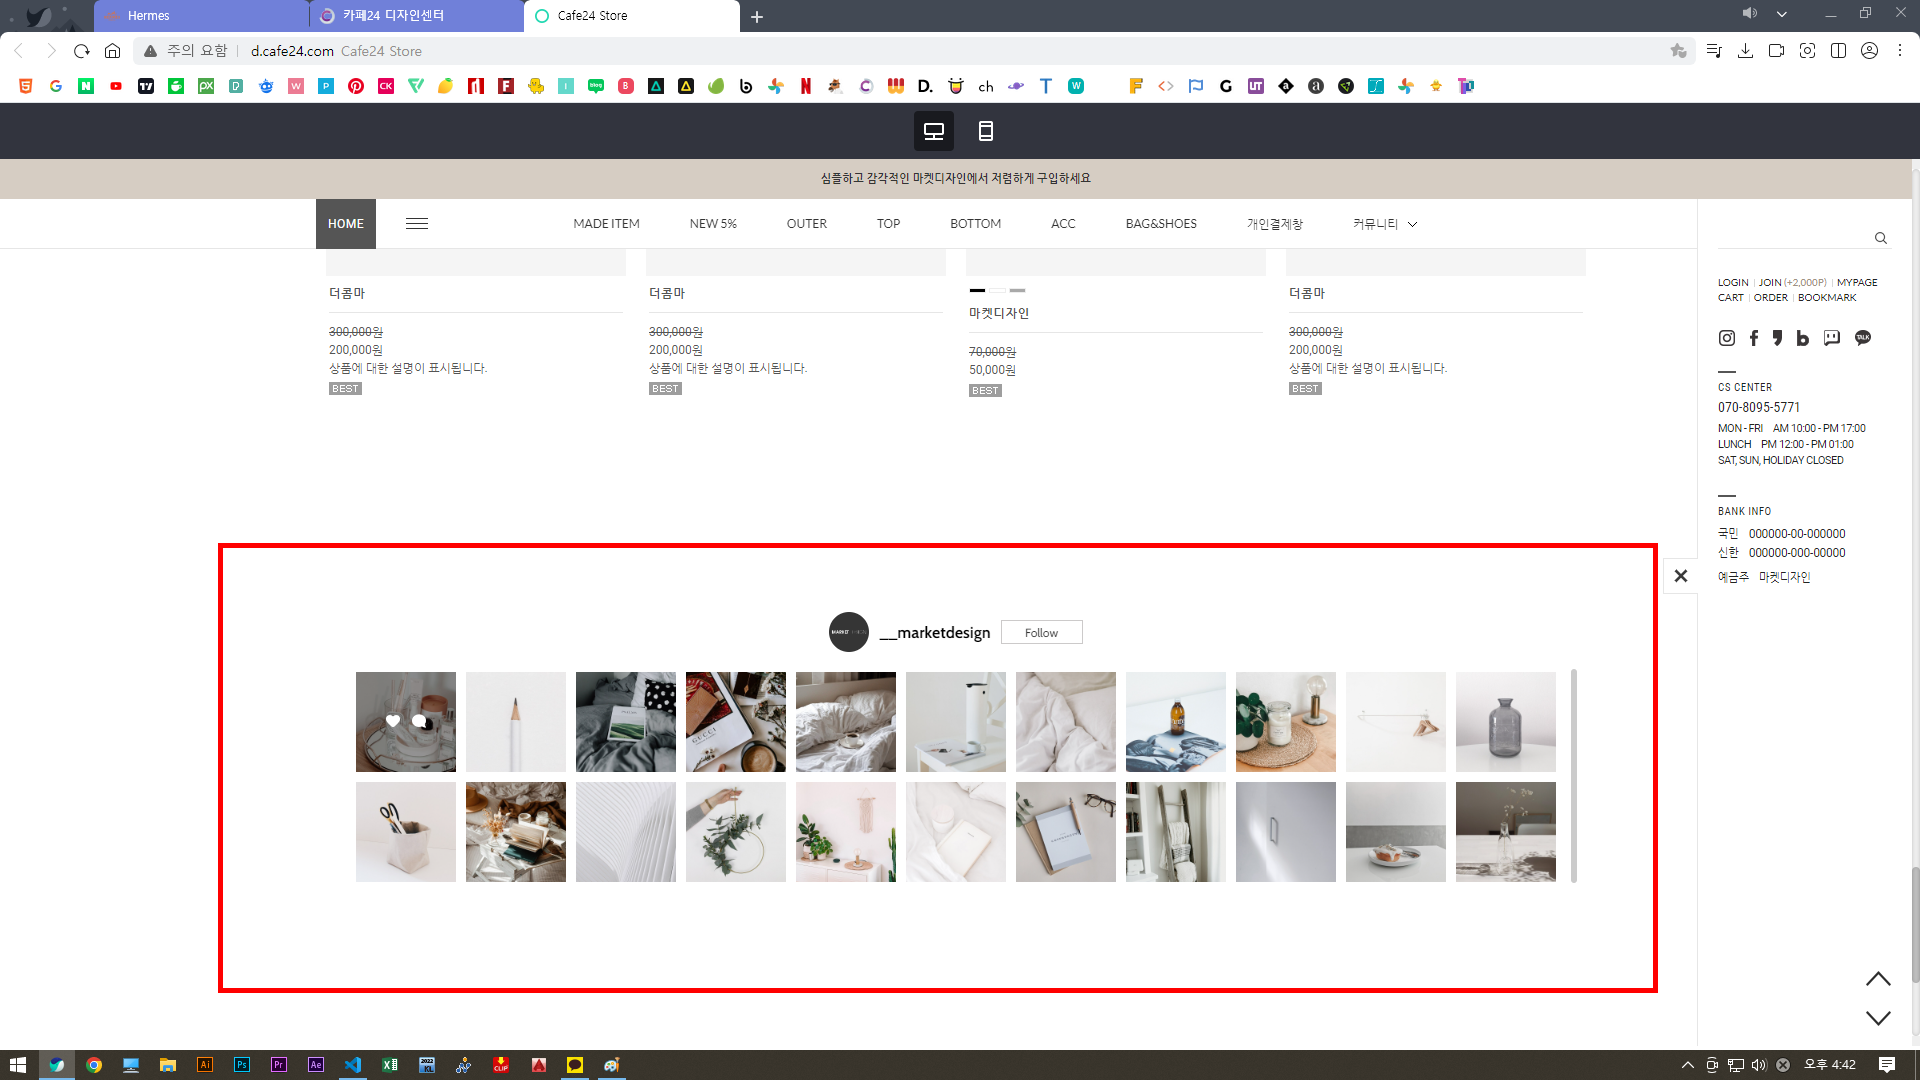 Hermes
카페24 디자인센터
Cafe24 Store
주의 요함
d.cafe24.com Cafe24 Store
심플하고 감각적인 마켓디자인에서 저렴하게 구입하세요
HOME
MADE ITEM
NEW 5%
OUTER
TOP
BOTTOM
ACC
BAG&SHOES
개인결제창
커뮤니티
LOGIN | JOIN (+2,000P) | MYPAGE
CART | ORDER | BOOKMARK
더콤마
300,000원
200,000원
상품에 대한 설명이 표시됩니다.
BEST
더콤마
300,000원
200,000원
상품에 대한 설명이 표시됩니다.
BEST
마켓디자인
70,000원
50,000원
BEST
더콤마
300,000원
200,000원
상품에 대한 설명이 표시됩니다.
BEST
TALK
CS CENTER
070-8095-5771
MON - FRI AM 10:00 - PM 17:00
LUNCH PM 12:00 - PM 01:00
SAT, SUN, HOLIDAY CLOSED
BANK INFO
국민 000000-00-000000
신한 000000-000-00000
예금주 마켓디자인
__marketdesign
Follow
오후 4:42